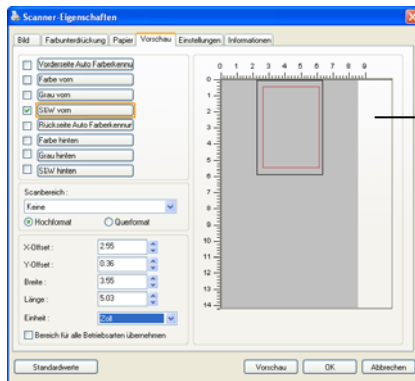 Scanner-Eigenschaften
Bild Farbunterdrückung Papier Vorschau Einstellungen Informationen
Vorderseite Auto Farberkennu
Farbe vorn
Grau vorn
S&W vorn
Rückseite Auto Farberkennur
Farbe hinten
Grau hinten
S&W hinten
Scanbereich :
Keine
Hochformat Querformat
X-Offset : 2.55
Y-Offset : 0.36
Breite : 3.55
Länge : 5.03
Einheit : Zoll
Bereich für alle Betriebsarten übernehmen
0 1 2 3 4 5 6 7 8 9
0
1
2
3
4
5
6
7
8
9
10
11
12
13
14
Standardwerte Vorschau OK Abbrechen